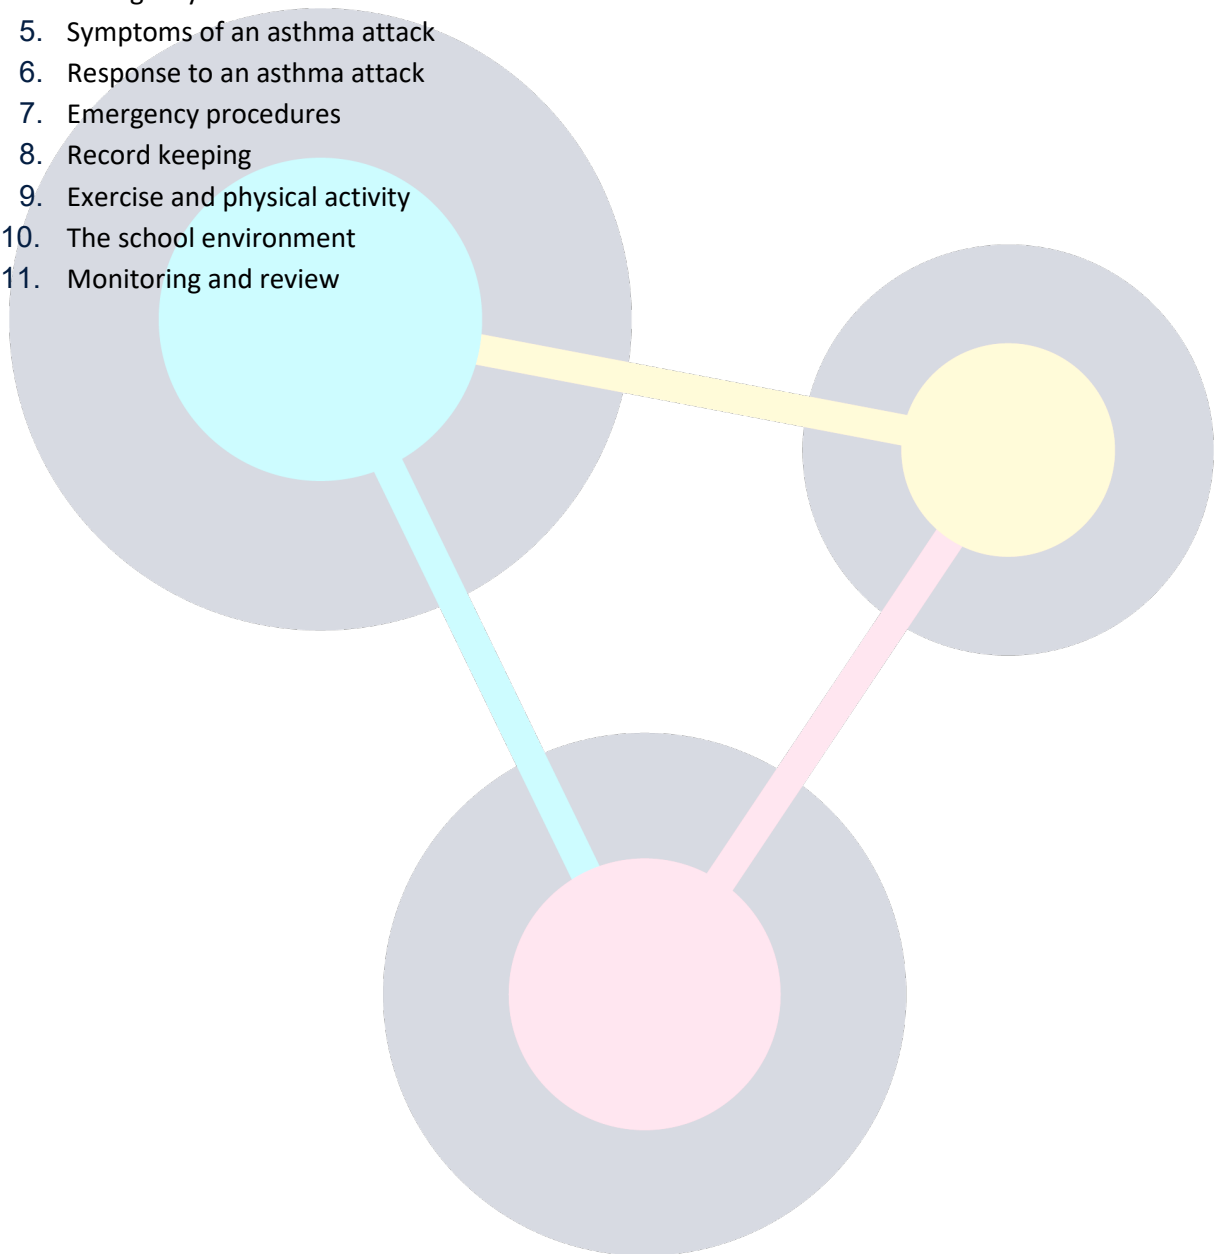 5. Symptoms of an asthma attack
6. Response to an asthma attack
7. Emergency procedures
8. Record keeping
9. Exercise and physical activity
10. The school environment
11. Monitoring and review